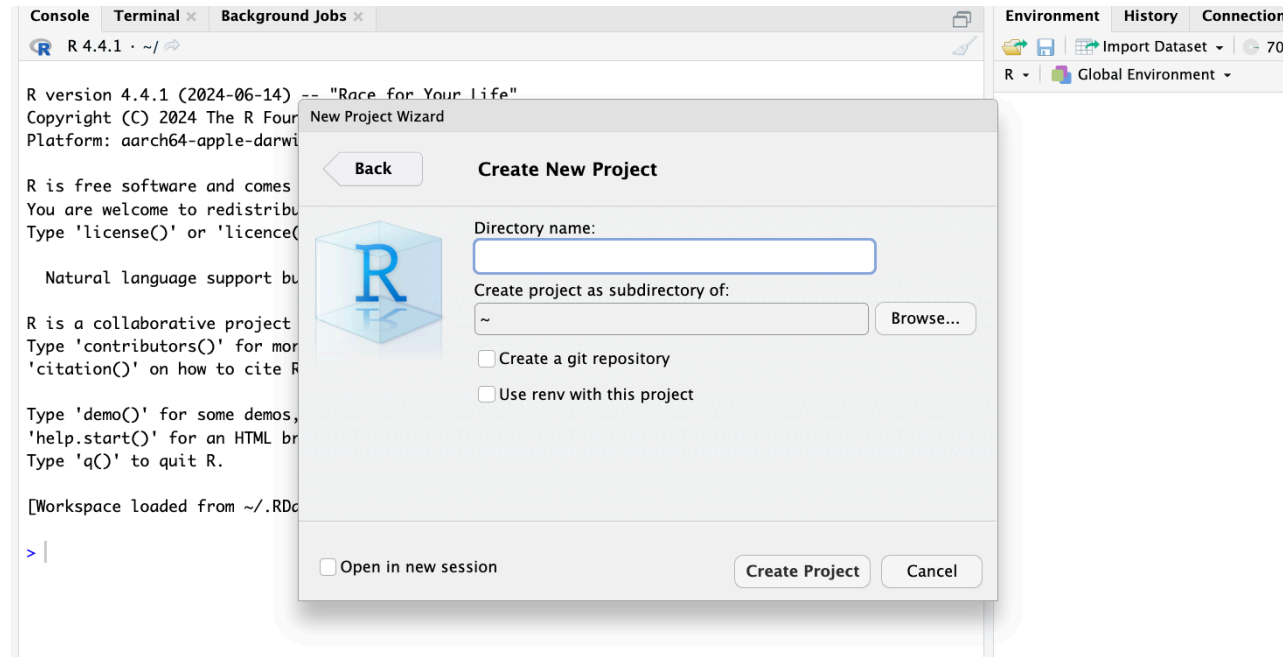 Console Terminal Background Jobs
R 4.4.1 · ~/
R version 4.4.1 (2024-06-14) -- "Race for Your Life"
Copyright (C) 2024 The R Four
Platform: aarch64-apple-darwi
R is free software and comes
You are welcome to redistribu
Type 'license()' or 'licence(
Natural language support bu
R is a collaborative project
Type 'contributors()' for mor
'citation()' on how to cite R
Type 'demo()' for some demos,
'help.start()' for an HTML br
Type 'q()' to quit R.
[Workspace loaded from ~/.RDa
>
New Project Wizard
Back
Create New Project
R
Directory name:
Create project as subdirectory of:
~
Browse...
Create a git repository
Use renv with this project
Open in new session
Create Project
Cancel
Environment History Connection
Import Dataset 70
R Global Environment